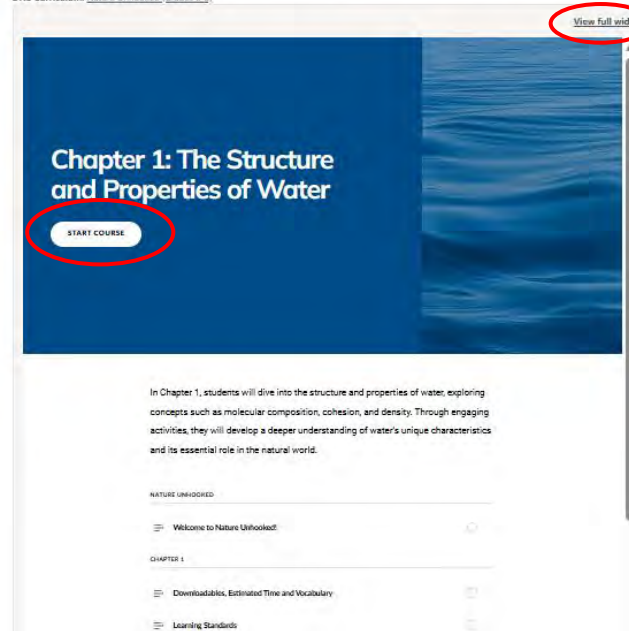 View full wid
Chapter 1: The Structure
and Properties of Water
START COURSE
In Chapter 1, students will dive into the structure and properties of water, exploring
concepts such as molecular composition, cohesion, and density. Through engaging
activities, they will develop a deeper understanding of water's unique characteristics
and its essential role in the natural world.
NATURE UNHOOKED
Welcome to Nature Unhooked!
CHAPTER 1
Downloadables, Estimated Time and Vocabulary
Learning Standards